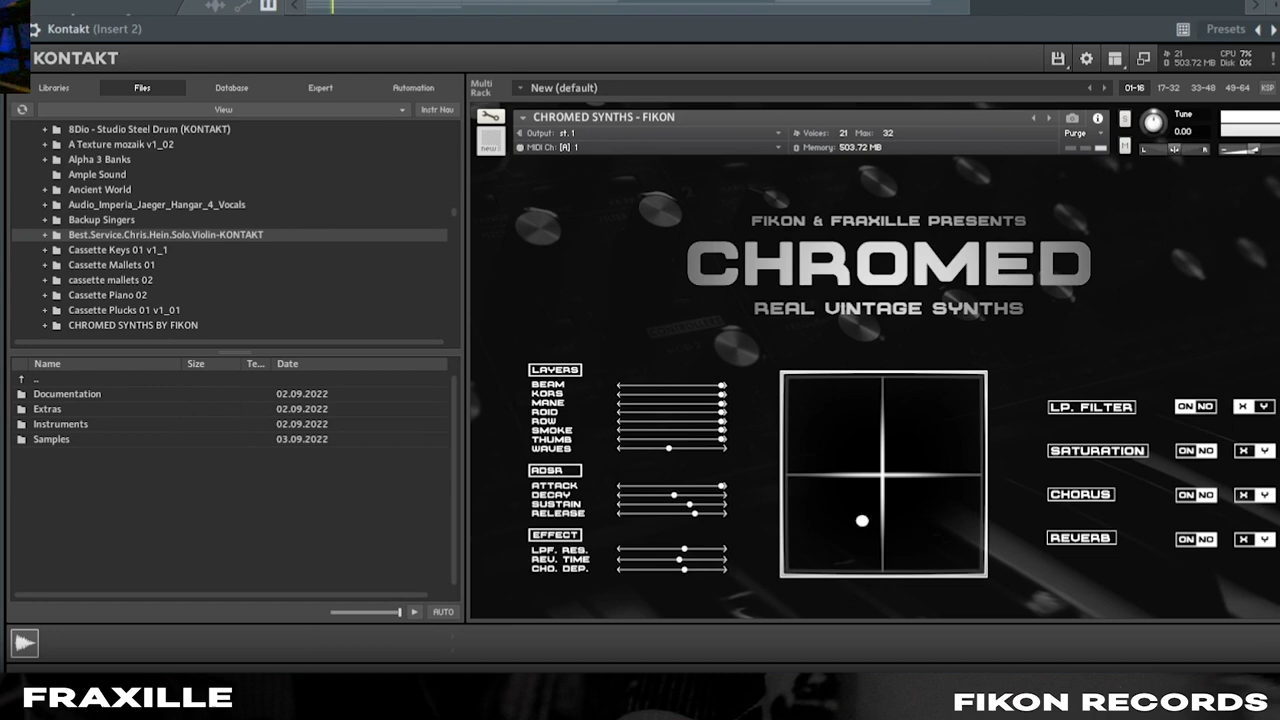 Kontakt (Insert 2)
Presets
KONTAKT
21
503.72 MB
CPU 7%
Disk 0%
Libraries
Files
Database
Expert
Automation
View
Instr Nav
8Dio - Studio Steel Drum (KONTAKT)
A Texture mozaik v1_02
Alpha 3 Banks
Ample Sound
Ancient World
Audio_Imperia_Jaeger_Hangar_4_Vocals
Backup Singers
Best.Service.Chris.Hein.Solo.Violin-KONTAKT
Cassette Keys 01 v1_1
Cassette Mallets 01
cassette mallets 02
Cassette Piano 02
Cassette Plucks 01 v1_01
CHROMED SYNTHS BY FIKON
Name Size Te... Date
..
Documentation 02.09.2022
Extras 02.09.2022
Instruments 02.09.2022
Samples 03.09.2022
AUTO
Multi
Rack
New (default)
01-16 17-32 33-48 49-64 KSP
CHROMED SYNTHS - FIKON
Output: st.1
Voices: 21 Max: 32
Purge
MIDI Ch: [A] 1
Memory: 503.72 MB
new
S
M
Tune
0.00
L R
FIKON & FRAXILLE PRESENTS
CHROMED
REAL VINTAGE SYNTHS
LAYERS
BEAM
KORS
MANE
ROID
ROW
SMOKE
THUMB
WAVES
ADSR
ATTACK
DECAY
SUSTAIN
RELEASE
EFFECT
LPF. RES.
REV. TIME
CHO. DEP.
LP. FILTER ON NO X Y
SATURATION ON NO X Y
CHORUS ON NO X Y
REVERB ON NO X Y
FRAXILLE
FIKON RECORDS